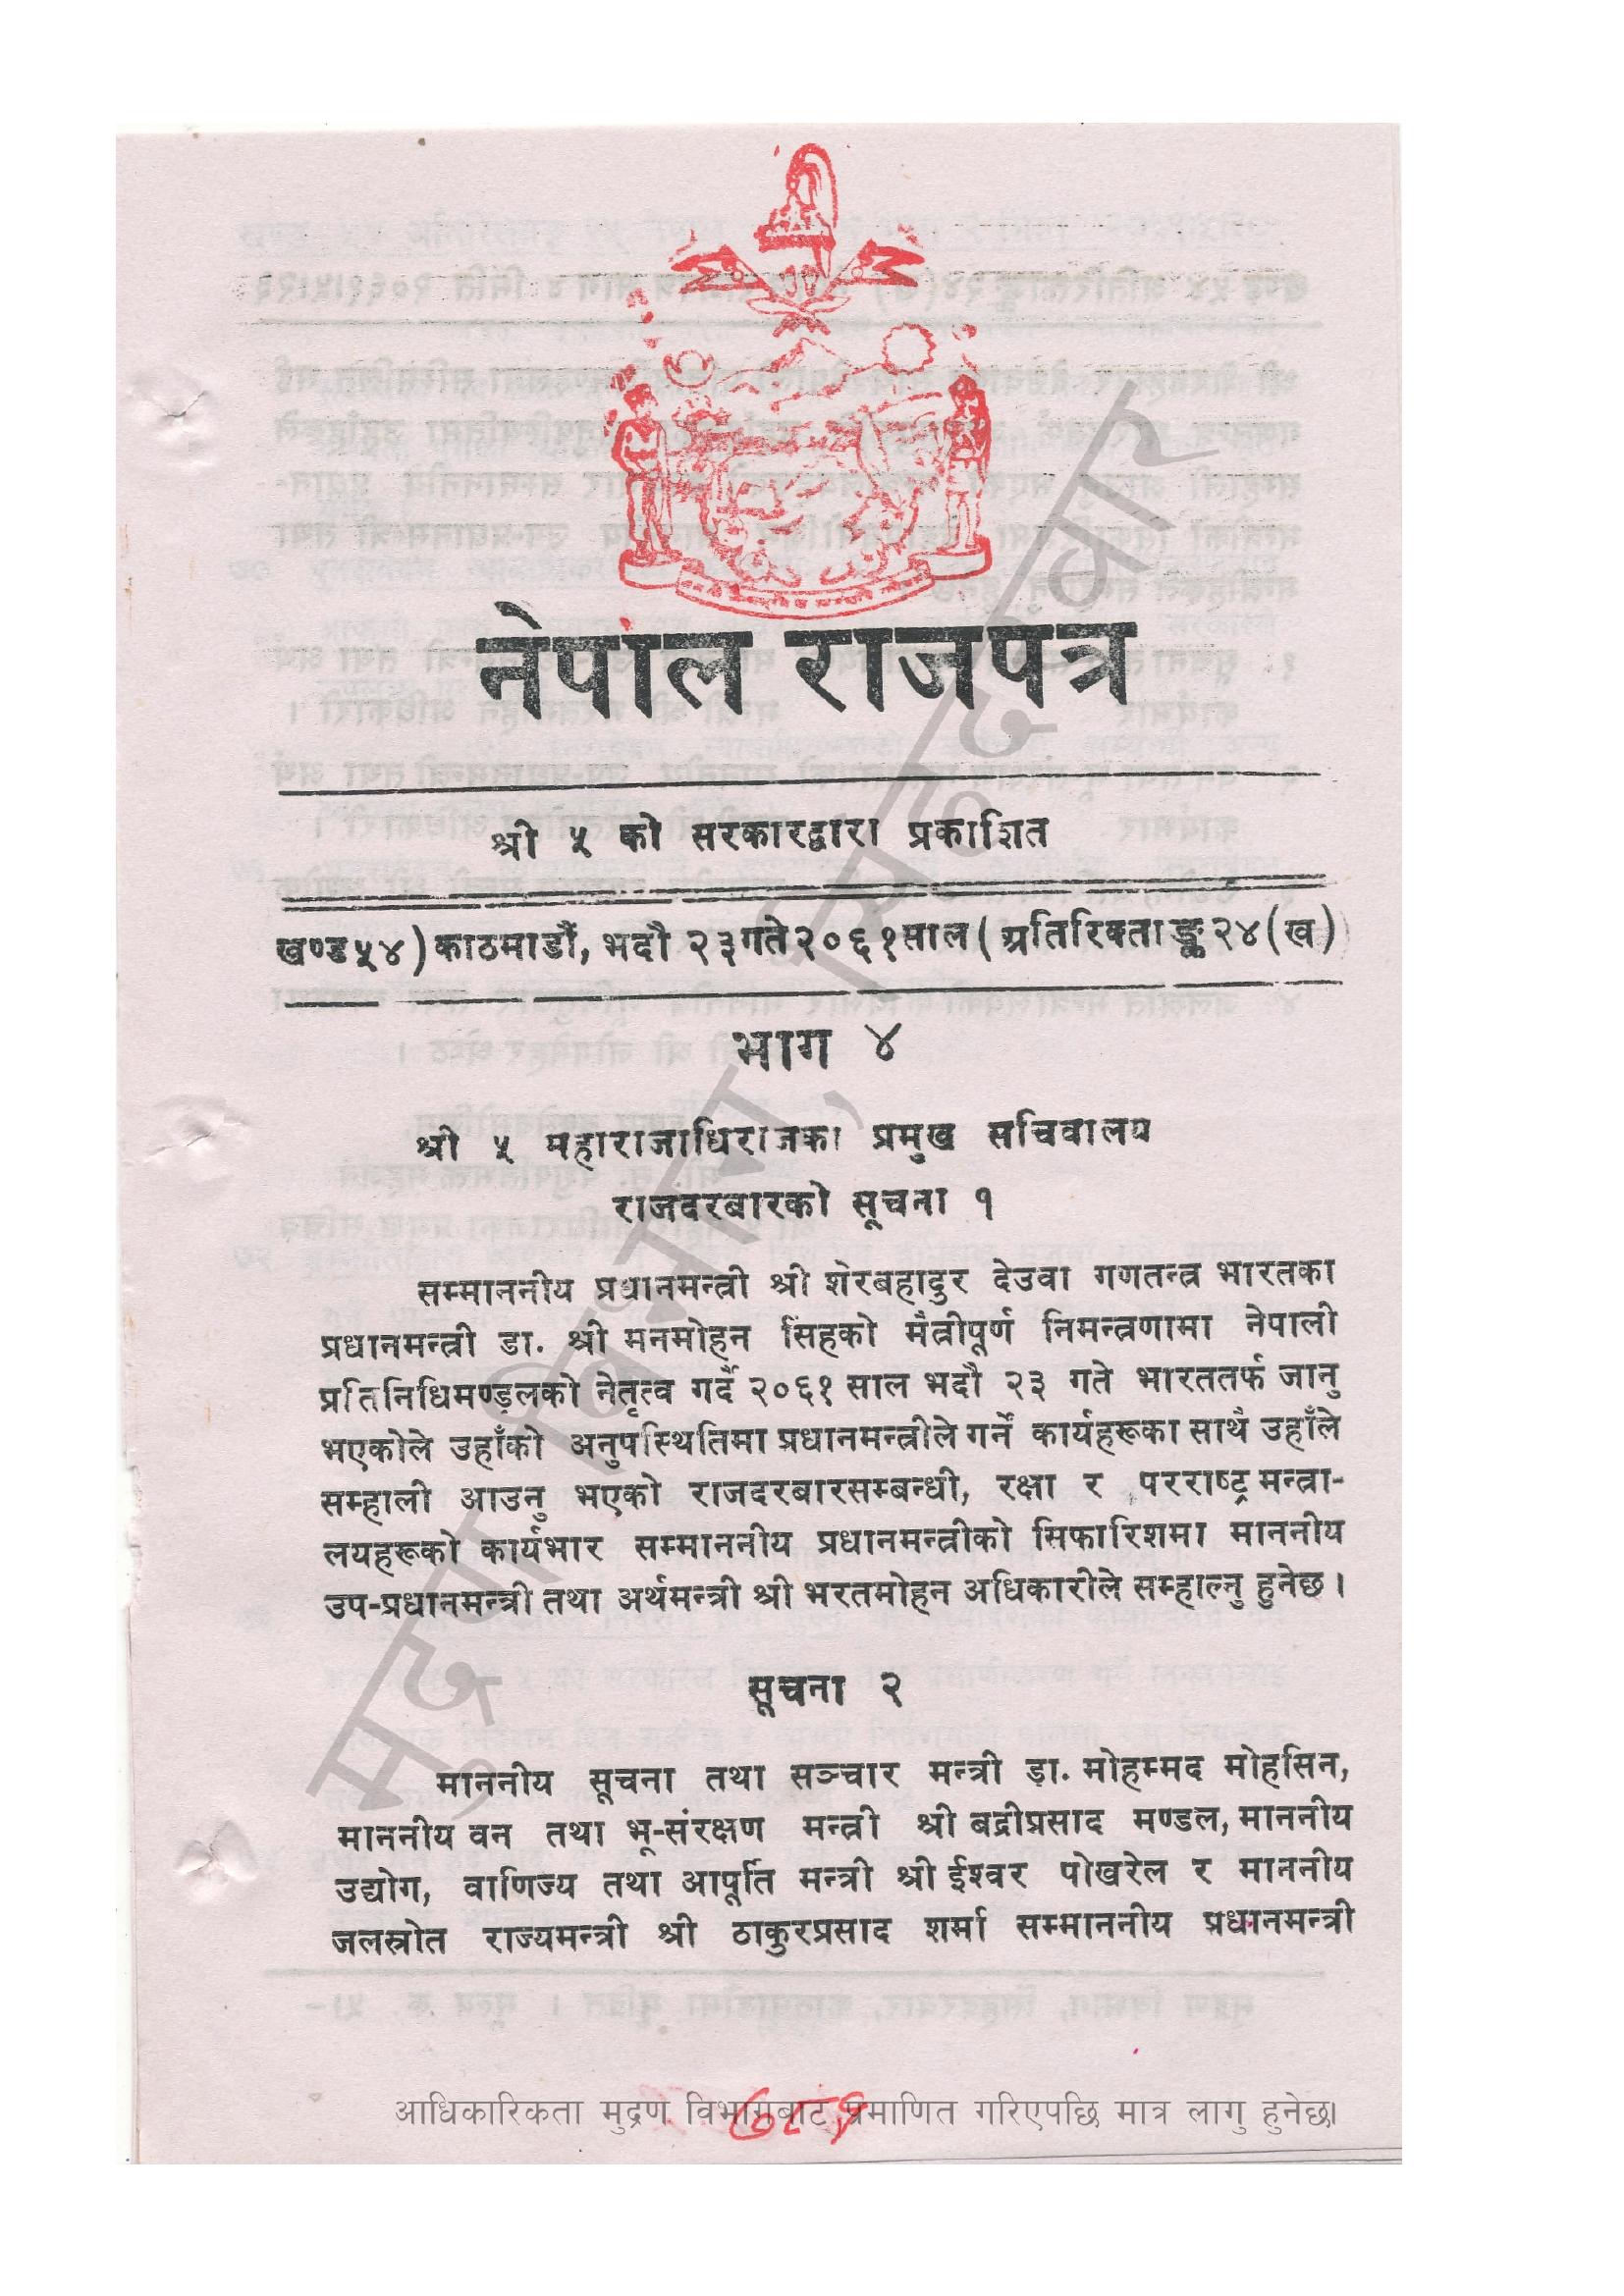 नेपाल राजपत्र
श्री ५ को सरकारद्वारा प्रकाशित
खण्ड ५४) काठमाडौं, भदौ २३ गते २०६१ साल (अतिरिक्ताङ्क २४ (ख)
भाग ४
श्री ५ महाराजाधिराजका प्रमुख सचिवालय
राजदरबारको सूचना १
सम्माननीय प्रधानमन्त्री श्री शेरबहादुर देउवा गणतन्त्र भारतका
प्रधानमन्त्री डा. श्री मनमोहन सिंहको मैत्रीपूर्ण निमन्त्रणामा नेपाली
प्रतिनिधिमण्डलको नेतृत्व गर्दै २०६१ साल भदौ २३ गते भारततर्फ जानु
भएकोले उहाँको अनुपस्थितिमा प्रधानमन्त्रीले गर्ने कार्यहरूका साथै उहाँले
सम्हाली आउनु भएको राजदरबारसम्बन्धी, रक्षा र परराष्ट्र मन्त्रा-
लयहरूको कार्यभार सम्माननीय प्रधानमन्त्रीको सिफारिशमा माननीय
उप-प्रधानमन्त्री तथा अर्थमन्त्री श्री भरतमोहन अधिकारीले सम्हाल्नु हुनेछ ।
सूचना २
माननीय सूचना तथा सञ्चार मन्त्री डा. मोहम्मद मोहसिन,
माननीय वन तथा भू-संरक्षण मन्त्री श्री बद्रीप्रसाद मण्डल, माननीय
उद्योग, वाणिज्य तथा आपूर्ति मन्त्री श्री ईश्वर पोखरेल र माननीय
जलस्रोत राज्यमन्त्री श्री ठाकुरप्रसाद शर्मा सम्माननीय प्रधानमन्त्री
मुद्रण विभाग, सिंहदरबार
आधिकारिकता मुद्रण विभागबाट प्रमाणित गरिएपछि मात्र लागु हुनेछ।